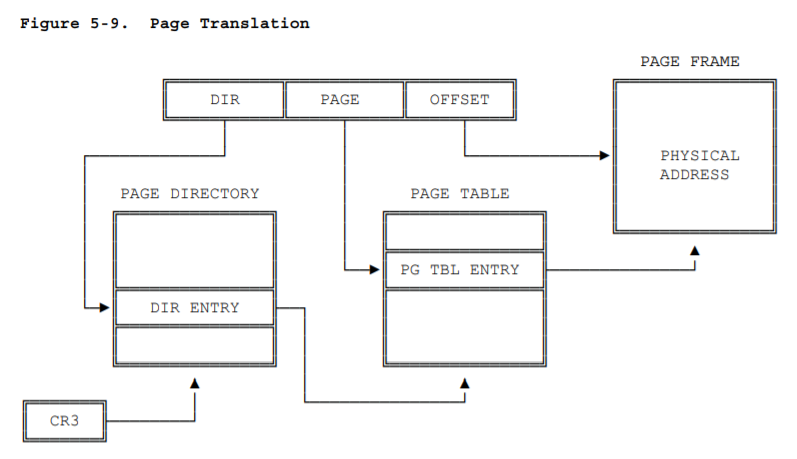 Figure 5-9. Page Translation
PAGE FRAME
DIR PAGE OFFSET
PHYSICAL
ADDRESS
PAGE DIRECTORY PAGE TABLE
PG TBL ENTRY
DIR ENTRY
CR3